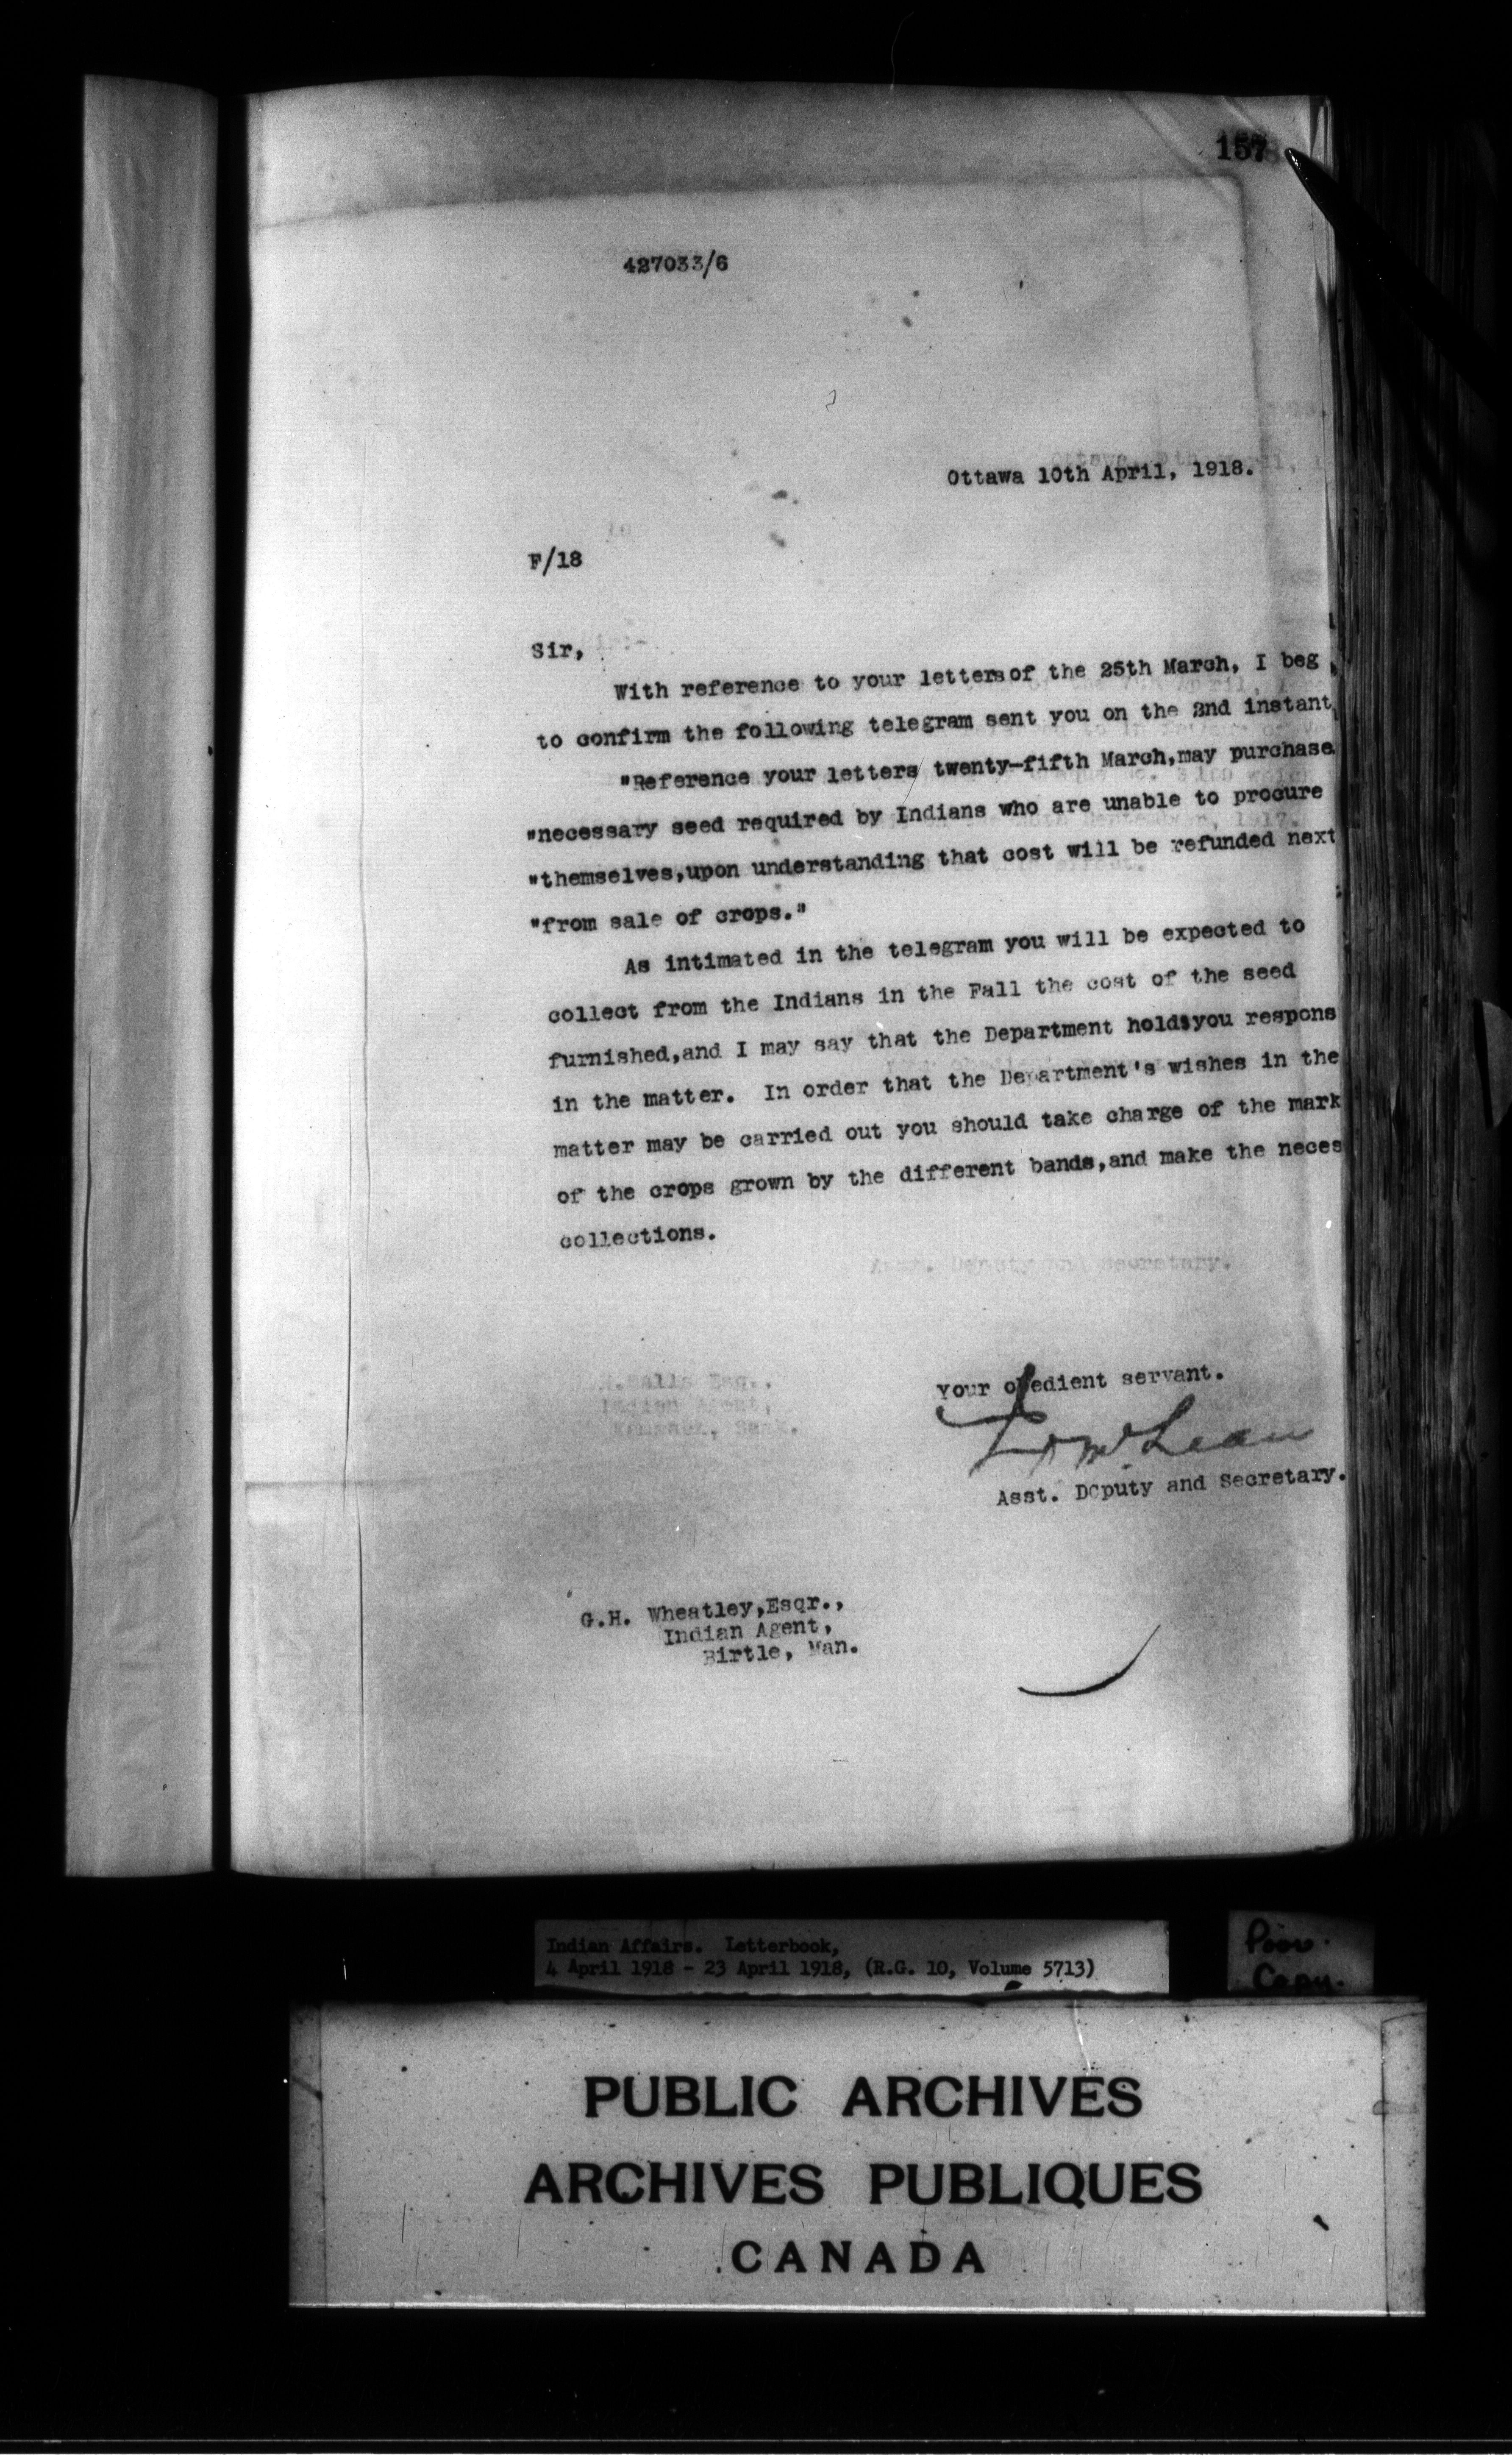 157
427033/6
Ottawa 10th April, 1918.
F/18
Sir,
With reference to your letters of the 25th March, I beg
to confirm the following telegram sent you on the 2nd instant
"Reference your letters twenty-fifth March,may purchase
"necessary seed required by Indians who are unable to procure
"themselves,upon understanding that cost will be refunded next
"from sale of crops."
As intimated in the telegram you will be expected to
collect from the Indians in the Fall the cost of the seed
furnished,and I may say that the Department holds you respons
in the matter. In order that the Department's wishes in the
matter may be carried out you should take charge of the mark
of the crops grown by the different bands,and make the neces
collections.
Asst. Deputy and Secretary.
Your obedient servant.
Asst. Deputy and Secretary.
Indian Agent,
G.H. Wheatley,Esqr.,
Indian Agent,
Birtle, Man.
Indian Affairs. Letterbook,
4 April 1918 - 23 April 1918, (R.G. 10, Volume 5713)
Poor
Copy.
PUBLIC ARCHIVES
ARCHIVES PUBLIQUES
CANADA